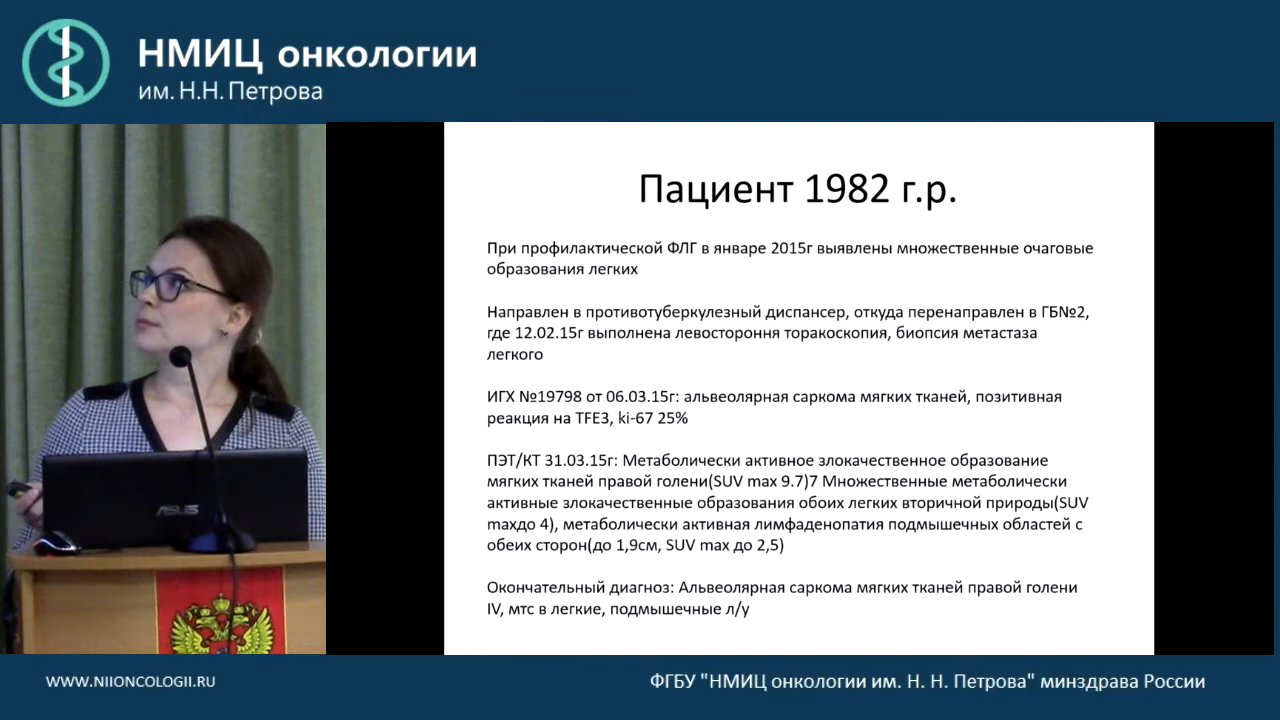 НМИЦ онкологии
им. Н.Н. Петрова
Пациент 1982 г.р.
При профилактической ФЛГ в январе 2015г выявлены множественные очаговые
образования легких
Направлен в противотуберкулезный диспансер, откуда перенаправлен в ГБ№2,
где 12.02.15г выполнена левостороння торакоскопия, биопсия метастаза
легкого
ИГХ №19798 от 06.03.15г: альвеолярная саркома мягких тканей, позитивная
реакция на TFE3, ki-67 25%
ПЭТ/КТ 31.03.15г: Метаболически активное злокачественное образование
мягких тканей правой голени(SUV max 9.7)7 Множественные метаболически
активные злокачественные образования обоих легких вторичной природы(SUV
maxдо 4), метаболически активная лимфаденопатия подмышечных областей с
обеих сторон(до 1,9см, SUV max до 2,5)
Окончательный диагноз: Альвеолярная саркома мягких тканей правой голени
IV, мтс в легкие, подмышечные л/у
ASUS
WWW.NIIONCOLOGII.RU
ФГБУ "НМИЦ онкологии им. Н. Н. Петрова" минздрава России